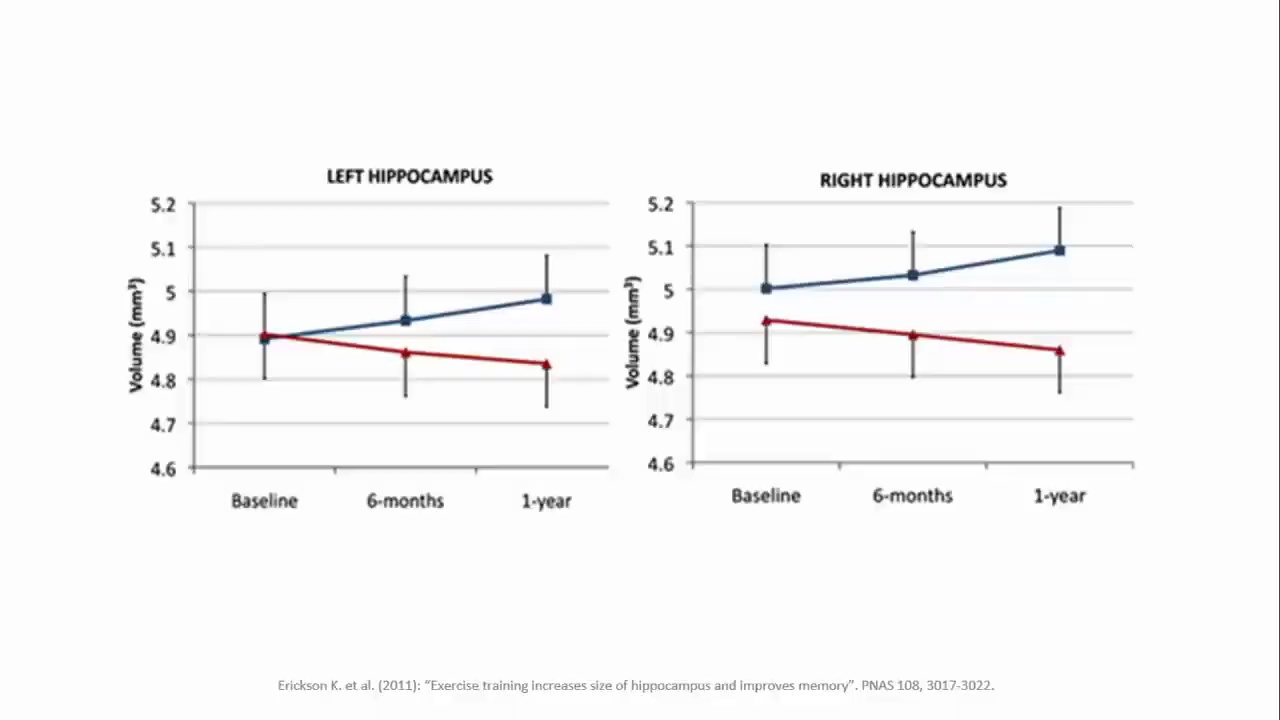 LEFT HIPPOCAMPUS
Volume (mm³)
5.2
5.1
5
4.9
4.8
4.7
4.6
Baseline
6-months
1-year
RIGHT HIPPOCAMPUS
Volume (mm³)
5.2
5.1
5
4.9
4.8
4.7
4.6
Baseline
6-months
1-year
Erickson K. et al. (2011): “Exercise training increases size of hippocampus and improves memory”. PNAS 108, 3017-3022.